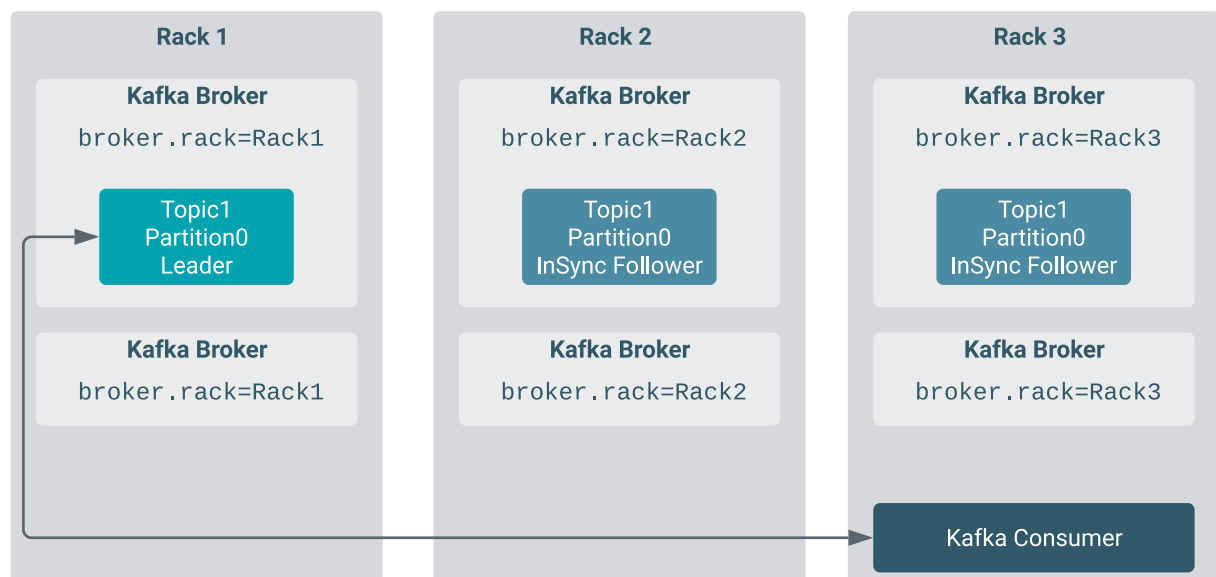 Rack 1
Kafka Broker
broker.rack=Rack1
Topic1
Partition0
Leader
Kafka Broker
broker.rack=Rack1
Rack 2
Kafka Broker
broker.rack=Rack2
Topic1
Partition0
InSync Follower
Kafka Broker
broker.rack=Rack2
Rack 3
Kafka Broker
broker.rack=Rack3
Topic1
Partition0
InSync Follower
Kafka Broker
broker.rack=Rack3
Kafka Consumer